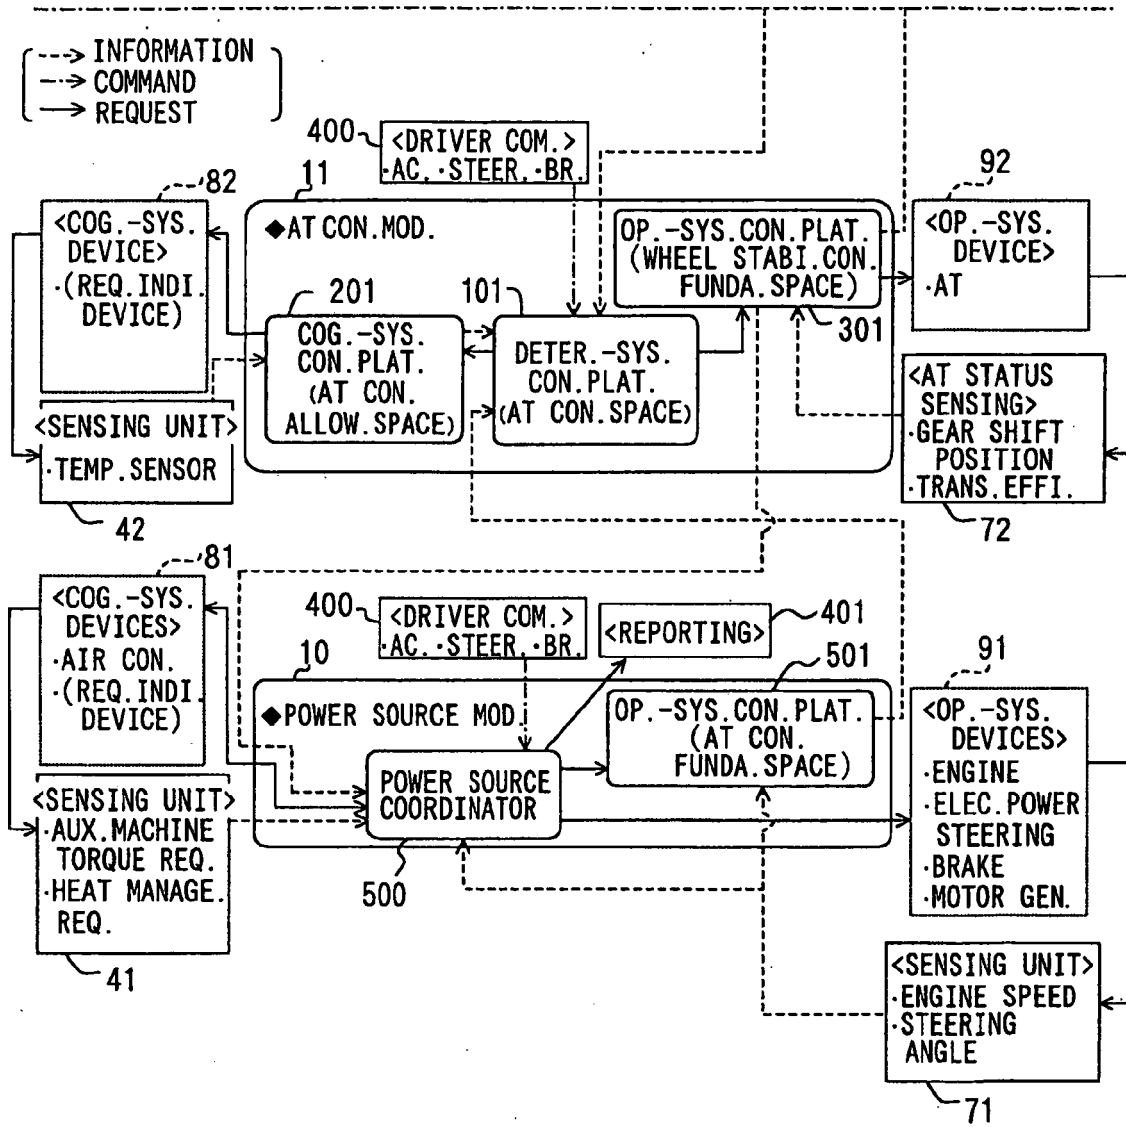 INFORMATION
COMMAND
REQUEST
400
<DRIVER COM.>
·AC. ·STEER. ·BR.
82
<COG.-SYS.
DEVICE>
·(REQ.INDI.
DEVICE)
<SENSING UNIT>
·TEMP.SENSOR
42
11
◆AT CON.MOD.
201
COG.-SYS.
CON.PLAT.
(AT CON.
ALLOW.SPACE)
101
DETER.-SYS.
CON.PLAT.
(AT CON.SPACE)
OP.-SYS.CON.PLAT.
(WHEEL STABI.CON.
FUNDA.SPACE)
301
92
<OP.-SYS.
DEVICE>
·AT
<AT STATUS
SENSING>
·GEAR SHIFT
POSITION
·TRANS.EFFI.
72
81
<COG.-SYS.
DEVICES>
·AIR CON.
·(REQ.INDI.
DEVICE)
<SENSING UNIT>
·AUX.MACHINE
TORQUE REQ.
·HEAT MANAGE.
REQ.
41
400
<DRIVER COM.>
·AC. ·STEER. ·BR.
<REPORTING>
401
10
◆POWER SOURCE MOD.
POWER SOURCE
COORDINATOR
500
501
OP.-SYS.CON.PLAT.
(AT CON.
FUNDA.SPACE)
91
<OP.-SYS.
DEVICES>
·ENGINE
·ELEC.POWER
STEERING
·BRAKE
·MOTOR GEN.
<SENSING UNIT>
·ENGINE SPEED
·STEERING
ANGLE
71